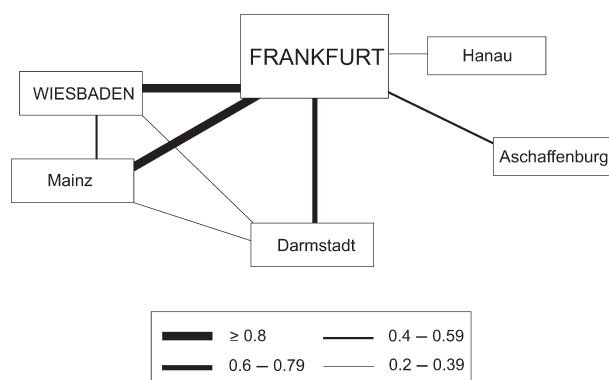 FRANKFURT
Hanau
WIESBADEN
Aschaffenburg
Mainz
Darmstadt
≥ 0.8
0.4 – 0.59
0.6 – 0.79
0.2 – 0.39